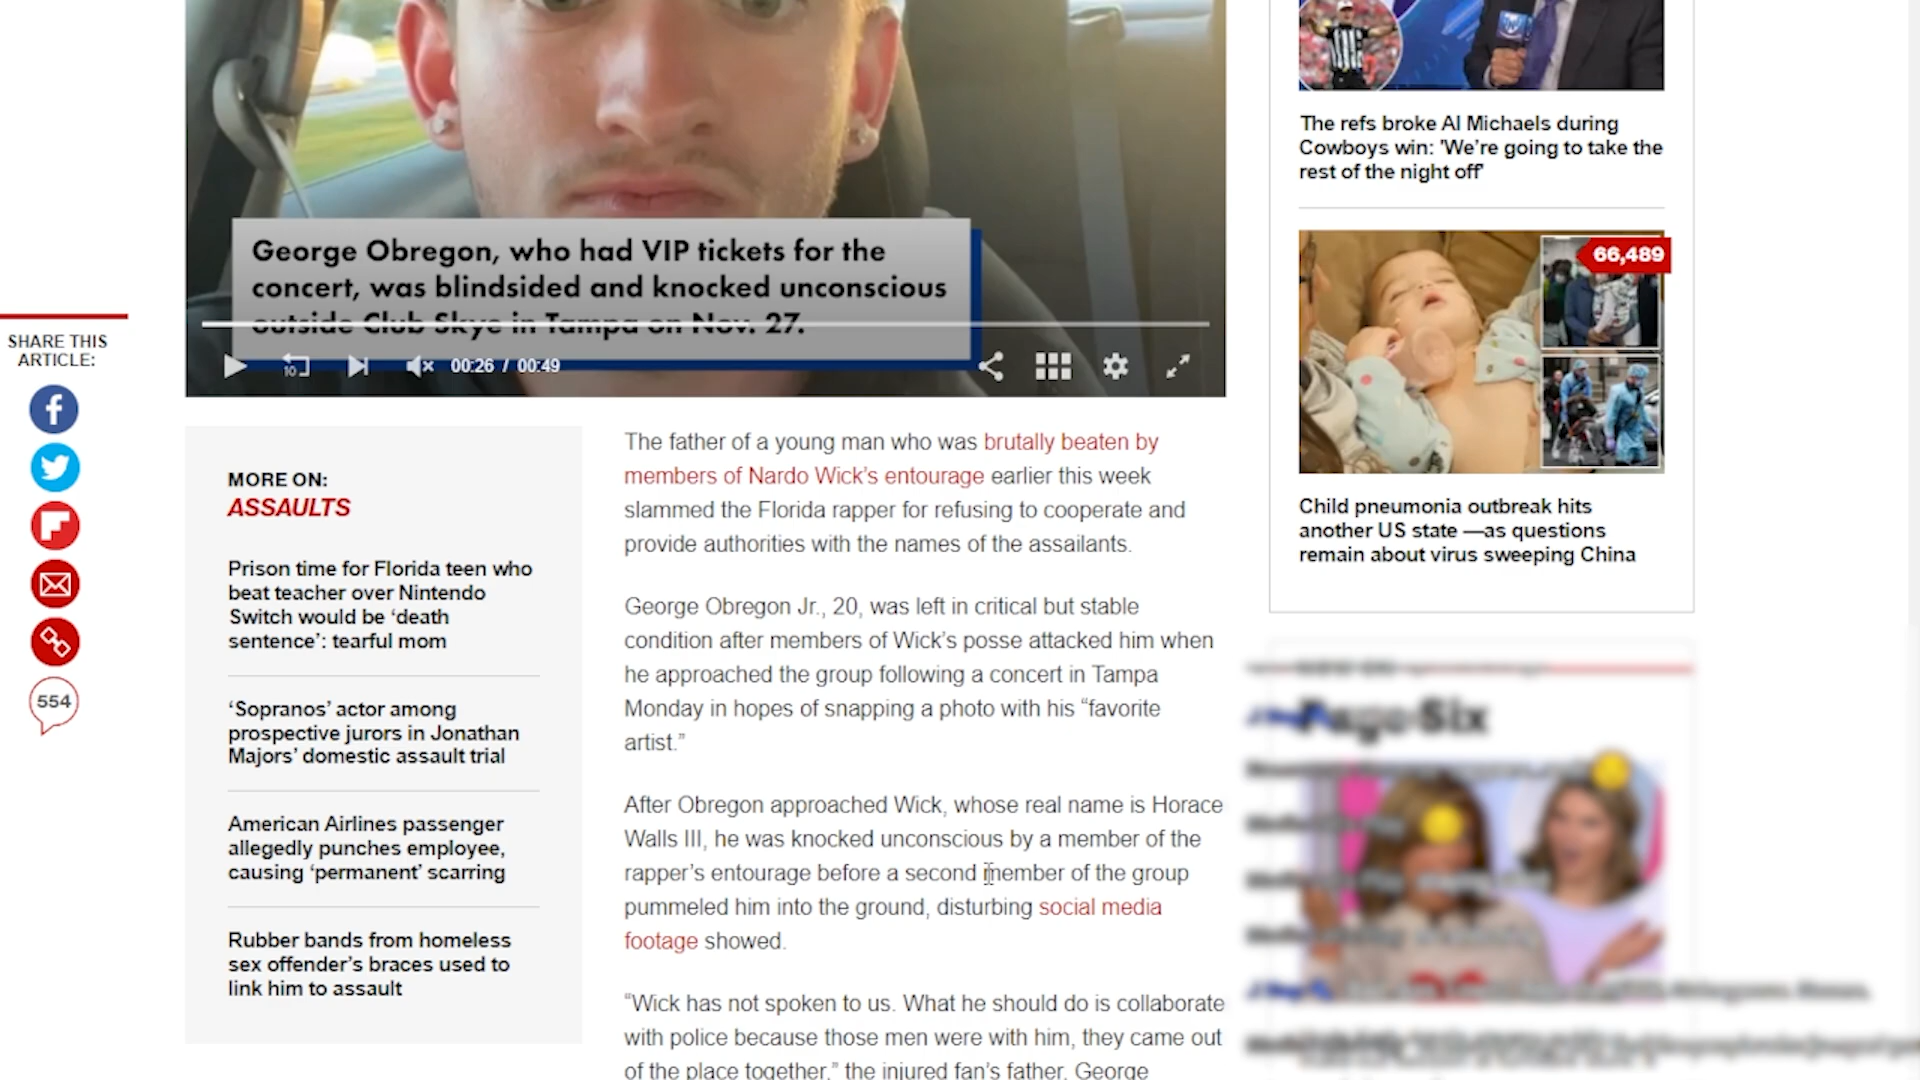 George Obregon, who had VIP tickets for the
concert, was blindsided and knocked unconscious
outside Club Skye in Tampa on Nov. 27.
10
00:26 / 00:49
SHARE THIS
ARTICLE:
554
MORE ON:
ASSAULTS
Prison time for Florida teen who
beat teacher over Nintendo
Switch would be ‘death
sentence’: tearful mom
‘Sopranos’ actor among
prospective jurors in Jonathan
Majors’ domestic assault trial
American Airlines passenger
allegedly punches employee,
causing ‘permanent’ scarring
Rubber bands from homeless
sex offender’s braces used to
link him to assault
The father of a young man who was brutally beaten by
members of Nardo Wick’s entourage earlier this week
slammed the Florida rapper for refusing to cooperate and
provide authorities with the names of the assailants.
George Obregon Jr., 20, was left in critical but stable
condition after members of Wick’s posse attacked him when
he approached the group following a concert in Tampa
Monday in hopes of snapping a photo with his “favorite
artist.”
After Obregon approached Wick, whose real name is Horace
Walls III, he was knocked unconscious by a member of the
rapper’s entourage before a second member of the group
pummeled him into the ground, disturbing social media
footage showed.
“Wick has not spoken to us. What he should do is collaborate
with police because those men were with him, they came out
of the place together,” the injured fan’s father, George
The refs broke Al Michaels during
Cowboys win: 'We’re going to take the
rest of the night off'
66,489
Child pneumonia outbreak hits
another US state —as questions
remain about virus sweeping China
Page Six